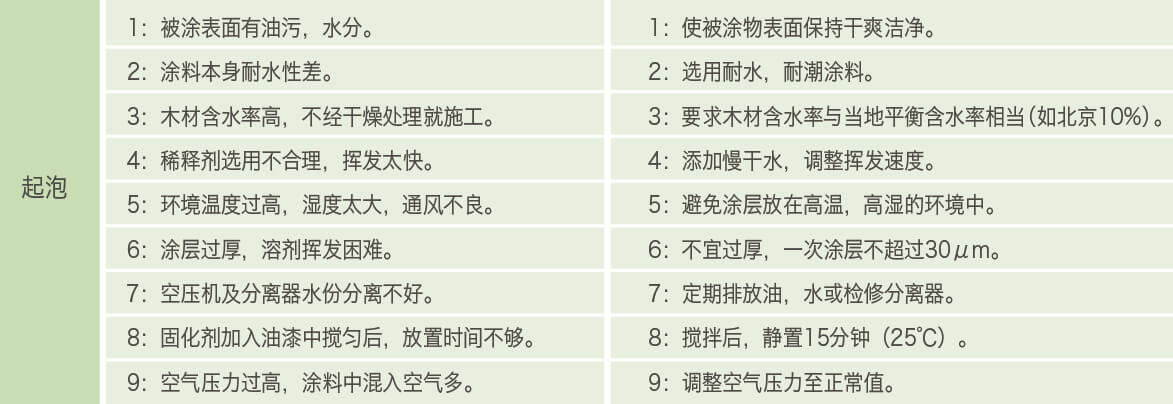 起泡
1：被涂表面有油污，水分。
1：使被涂物表面保持干爽洁净。
2：涂料本身耐水性差。
2：选用耐水，耐潮涂料。
3：木材含水率高，不经干燥处理就施工。
3：要求木材含水率与当地平衡含水率相当（如北京10%）。
4：稀释剂选用不合理，挥发太快。
4：添加慢干水，调整挥发速度。
5：环境温度过高，湿度太大，通风不良。
5：避免涂层放在高温，高湿的环境中。
6：涂层过厚，溶剂挥发困难。
6：不宜过厚，一次涂层不超过30μm。
7：空压机及分离器水份分离不好。
7：定期排放油，水或检修分离器。
8：固化剂加入油漆中搅匀后，放置时间不够。
8：搅拌后，静置15分钟（25℃）。
9：空气压力过高，涂料中混入空气多。
9：调整空气压力至正常值。